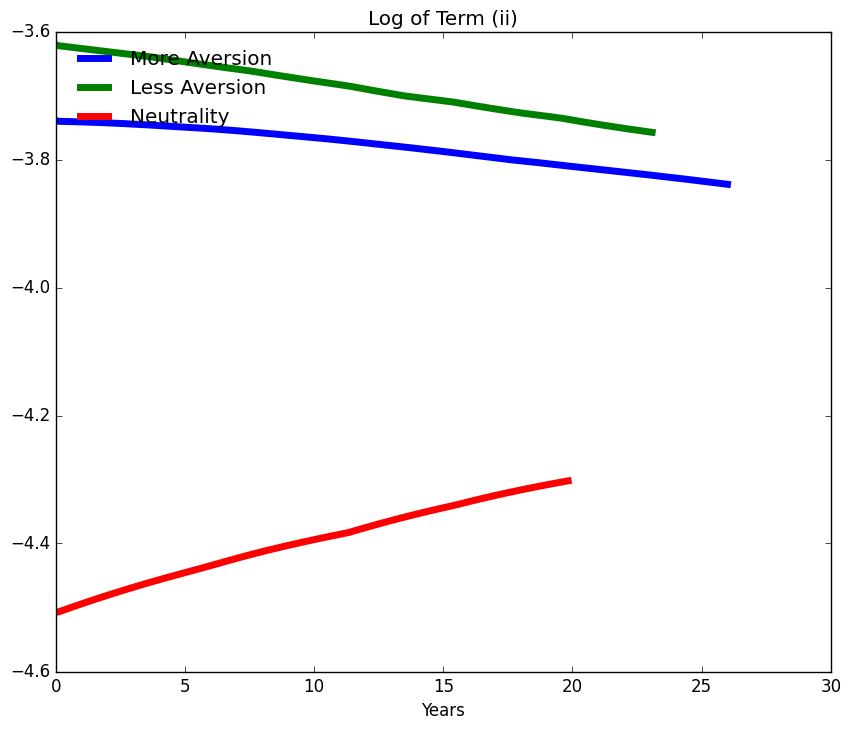 Log of Term (ii)
−3.6
More Aversion
Less Aversion
Neutrality
−3.8
−4.0
−4.2
−4.4
−4.6
0 5 10 15 20 25 30
Years